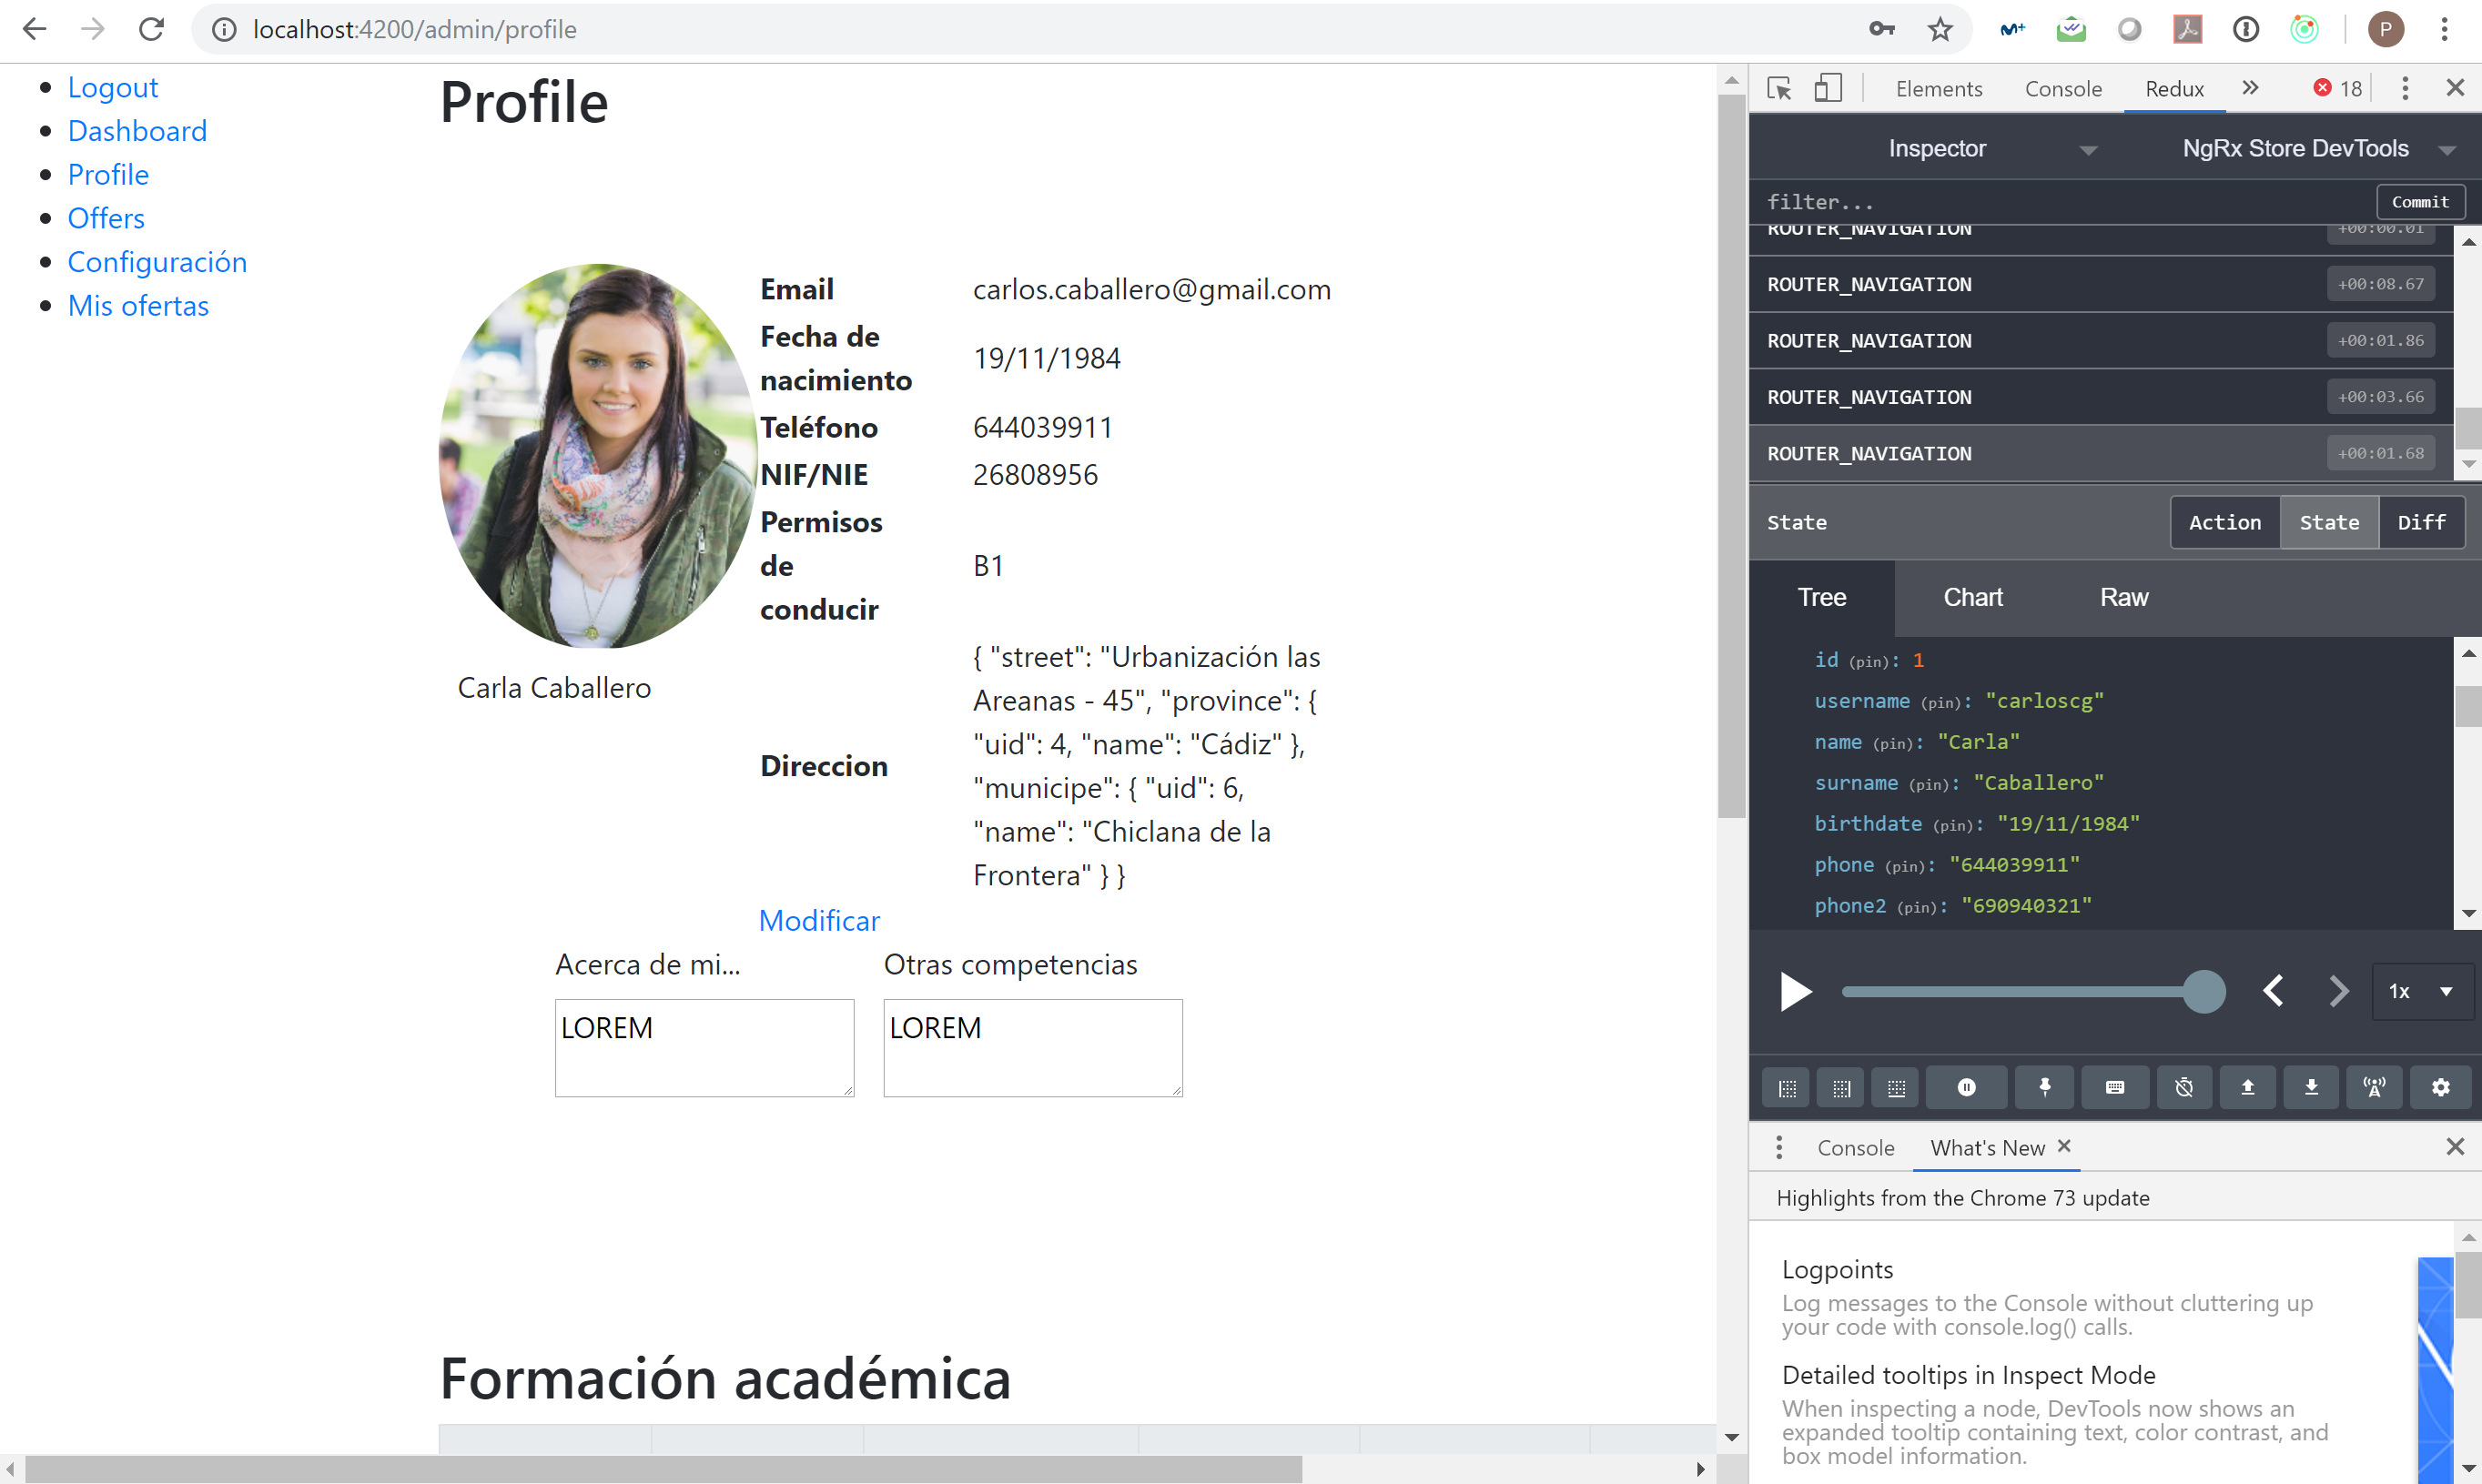 localhost:4200/admin/profile
P
Logout
Dashboard
Profile
Offers
Configuración
Mis ofertas
Profile
Carla Caballero
Email carlos.caballero@gmail.com
Fecha de
nacimiento 19/11/1984
Teléfono 644039911
NIF/NIE 26808956
Permisos
de
conducir B1
Direccion
{ "street": "Urbanización las
Areanas - 45", "province": {
"uid": 4, "name": "Cádiz" },
"municipe": { "uid": 6,
"name": "Chiclana de la
Frontera" } }
Modificar
Acerca de mi... Otras competencias
LOREM LOREM
Formación académica
Elements Console Redux 18
Inspector NgRx Store DevTools
filter... Commit
ROUTER_NAVIGATION +00:00.01
ROUTER_NAVIGATION +00:08.67
ROUTER_NAVIGATION +00:01.86
ROUTER_NAVIGATION +00:03.66
ROUTER_NAVIGATION +00:01.68
State Action State Diff
Tree Chart Raw
id (pin): 1
username (pin): "carloscg"
name (pin): "Carla"
surname (pin): "Caballero"
birthdate (pin): "19/11/1984"
phone (pin): "644039911"
phone2 (pin): "690940321"
1x
Console What's New
Highlights from the Chrome 73 update
Logpoints
Log messages to the Console without cluttering up
your code with console.log() calls.
Detailed tooltips in Inspect Mode
When inspecting a node, DevTools now shows an
expanded tooltip containing text, color contrast, and
box model information.